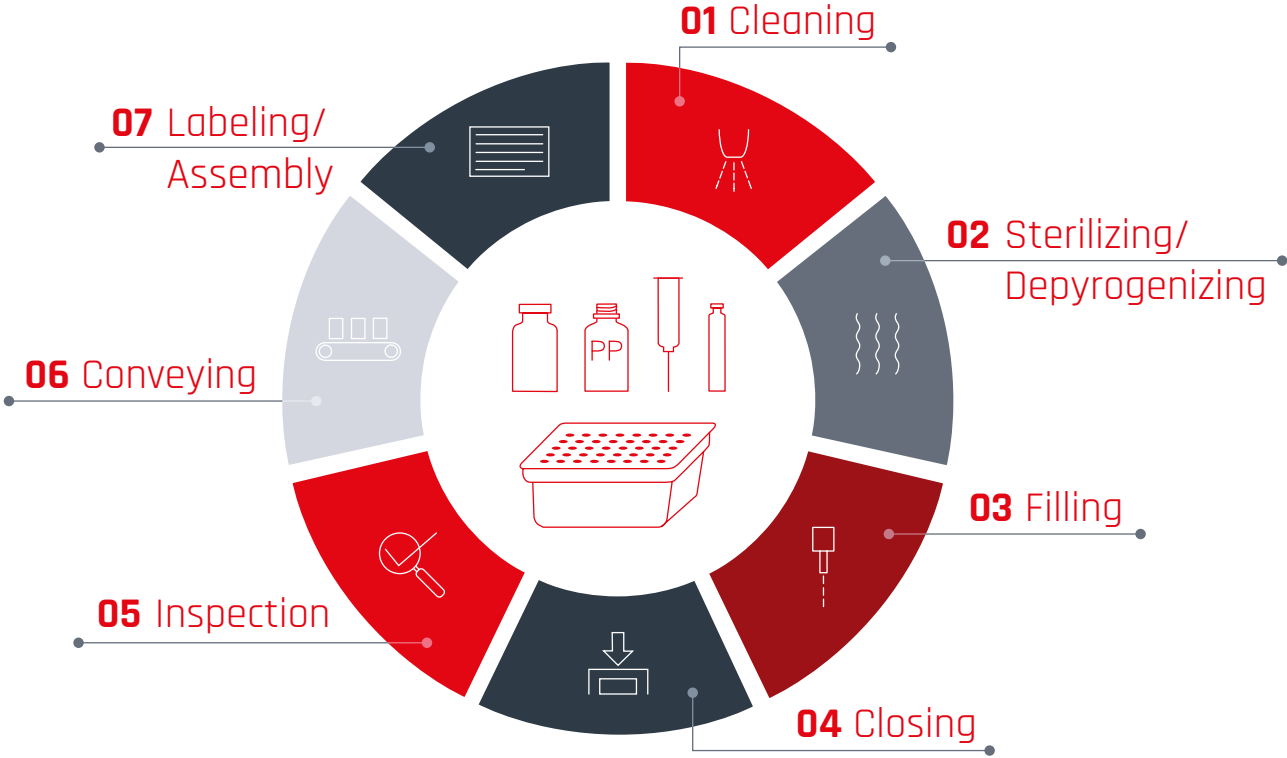 01 Cleaning
02 Sterilizing/
Depyrogenizing
03 Filling
04 Closing
05 Inspection
06 Conveying
07 Labeling/
Assembly
PP